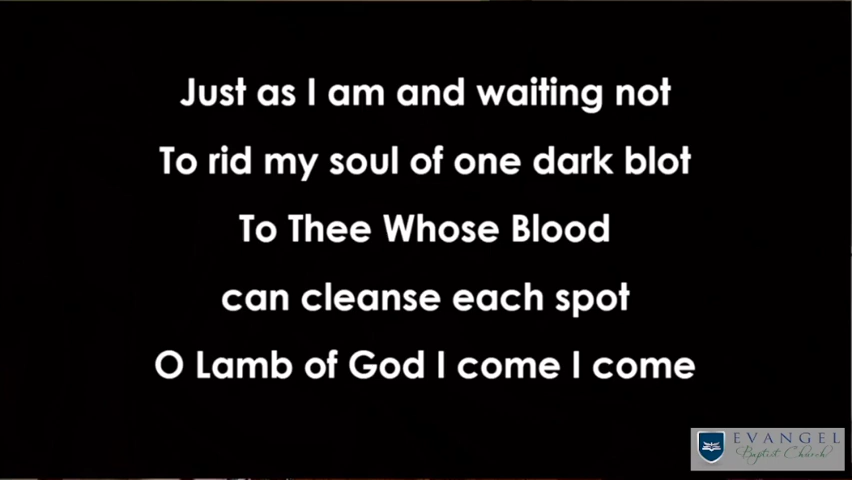 Just as I am and waiting not
To rid my soul of one dark blot
To Thee Whose Blood
can cleanse each spot
O Lamb of God I come I come
EVANGEL
Baptist Church